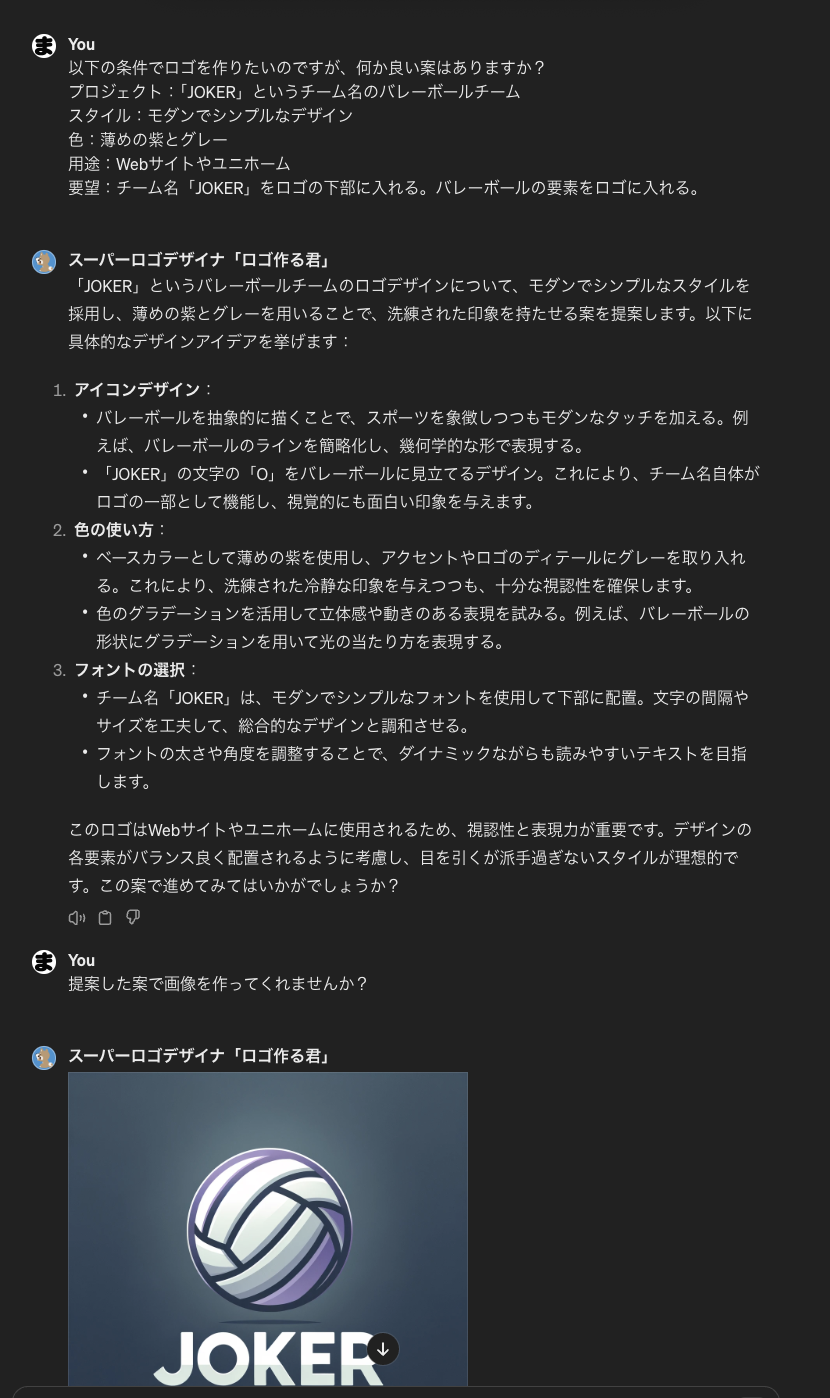 ま You
以下の条件でロゴを作りたいのですが、何か良い案はありますか？
プロジェクト：「JOKER」というチーム名のバレーボールチーム
スタイル：モダンでシンプルなデザイン
色：薄めの紫とグレー
用途：Webサイトやユニホーム
要望：チーム名「JOKER」をロゴの下部に入れる。バレーボールの要素をロゴに入れる。
スーパーロゴデザイナ「ロゴ作る君」
「JOKER」というバレーボールチームのロゴデザインについて、モダンでシンプルなスタイルを
採用し、薄めの紫とグレーを用いることで、洗練された印象を持たせる案を提案します。以下に
具体的なデザインアイデアを挙げます：
1. アイコンデザイン：
• バレーボールを抽象的に描くことで、スポーツを象徴しつつもモダンなタッチを加える。例
えば、バレーボールのラインを簡略化し、幾何学的な形で表現する。
• 「JOKER」の文字の「O」をバレーボールに見立てるデザイン。これにより、チーム名自体が
ロゴの一部として機能し、視覚的にも面白い印象を与えます。
2. 色の使い方：
• ベースカラーとして薄めの紫を使用し、アクセントやロゴのディテールにグレーを取り入れ
る。これにより、洗練された冷静な印象を与えつつも、十分な視認性を確保します。
• 色のグラデーションを活用して立体感や動きのある表現を試みる。例えば、バレーボールの
形状にグラデーションを用いて光の当たり方を表現する。
3. フォントの選択：
• チーム名「JOKER」は、モダンでシンプルなフォントを使用して下部に配置。文字の間隔や
サイズを工夫して、総合的なデザインと調和させる。
• フォントの太さや角度を調整することで、ダイナミックながらも読みやすいテキストを目指
します。
このロゴはWebサイトやユニホームに使用されるため、視認性と表現力が重要です。デザインの
各要素がバランス良く配置されるように考慮し、目を引くが派手過ぎないスタイルが理想的で
す。この案で進めてみてはいかがでしょうか？
ま You
提案した案で画像を作ってくれませんか？
スーパーロゴデザイナ「ロゴ作る君」
JOKER